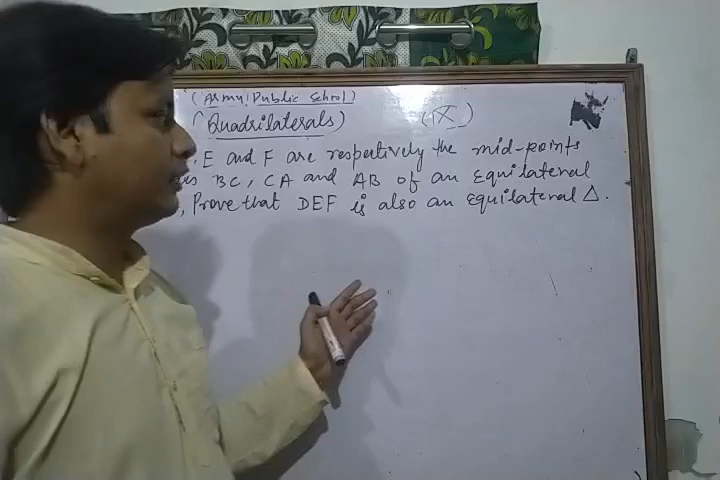 (Army Public School)
(Quadrilaterals) (X)
E and F are respectively the mid-points
BC, CA and AB of an equilateral
, Prove that DEF is also an equilateral Δ.